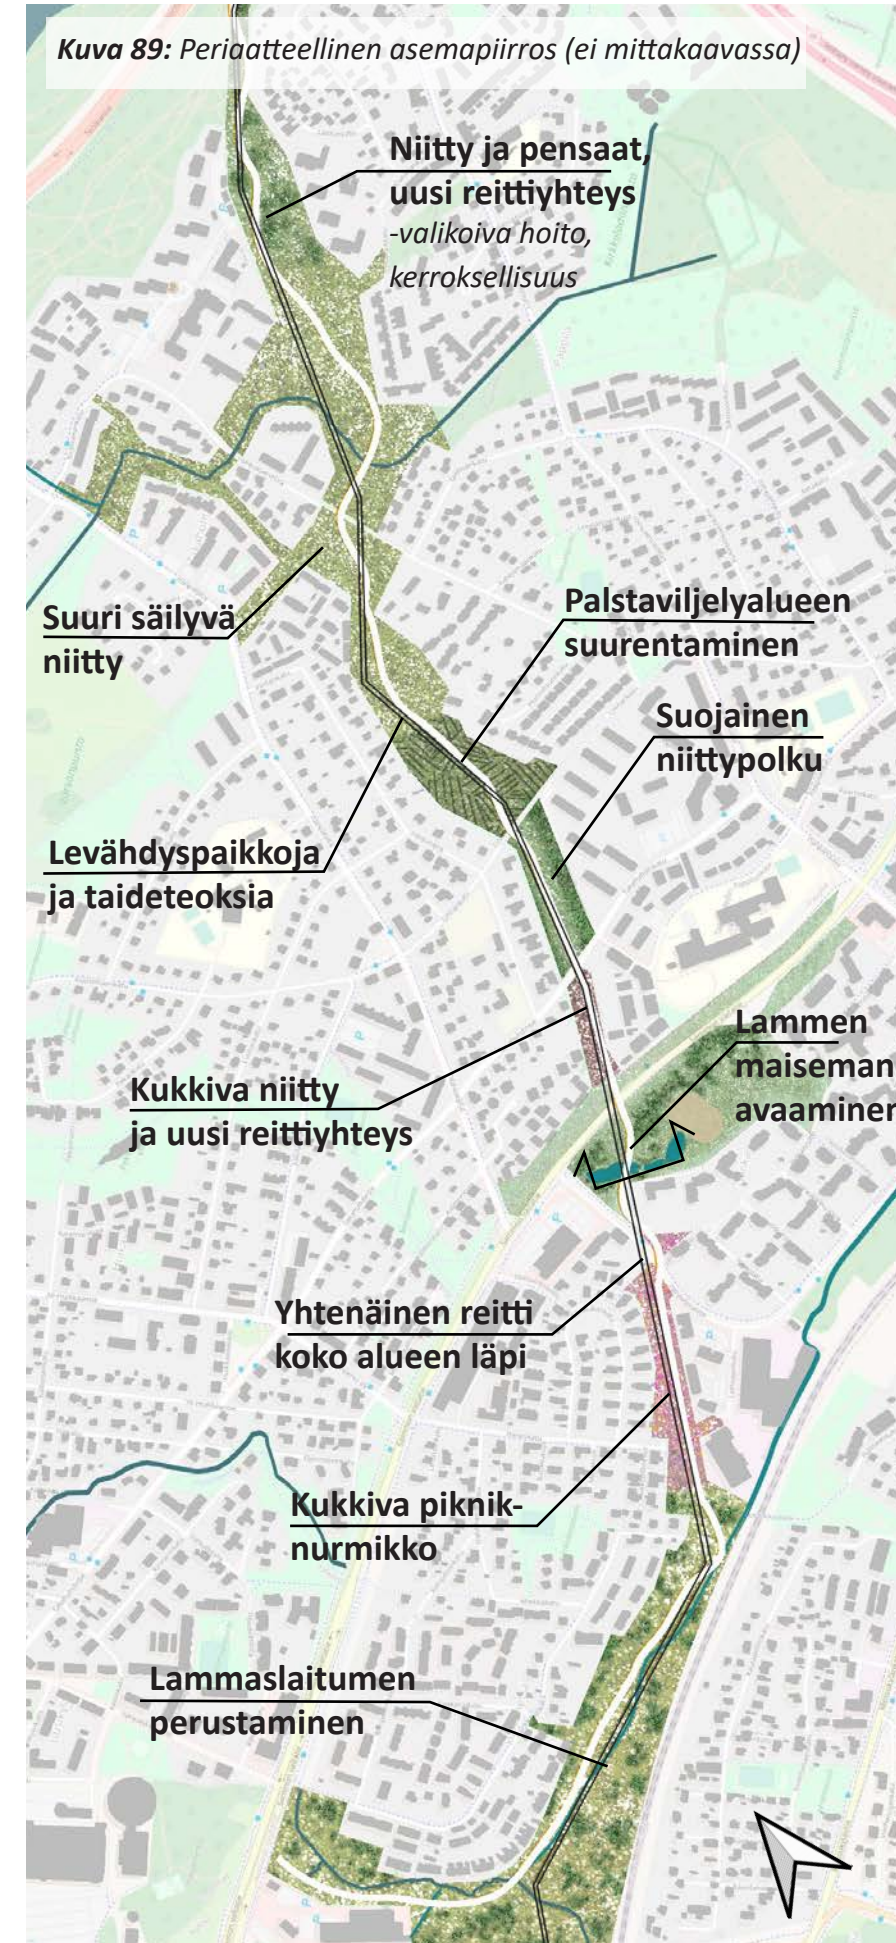 Kuva 89: Periaatteellinen asemapiirros (ei mittakaavassa)
Niitty ja pensaat,
uusi reittiyhteys
-valikoiva hoito,
kerroksellisuus
Suuri säilyvä
niitty
Palstaviljelyalueen
suurentaminen
Suojainen
niittypolku
Levähdyspaikkoja
ja taideteoksia
Lammen
maiseman
avaaminen
Kukkiva niitty
ja uusi reittiyhteys
Yhtenäinen reitti
koko alueen läpi
Kukkiva piknik-
nurmikko
Lammaslaitumen
perustaminen